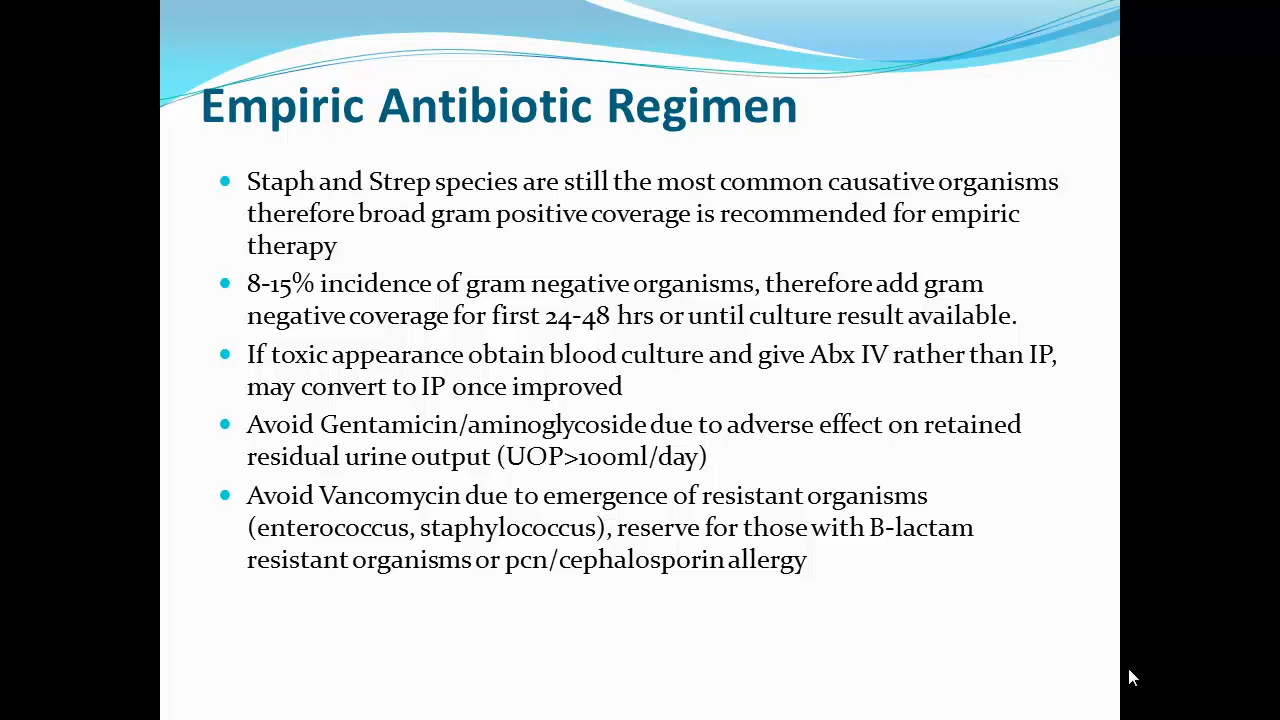 Empiric Antibiotic Regimen
Staph and Strep species are still the most common causative organisms
therefore broad gram positive coverage is recommended for empiric
therapy
8-15% incidence of gram negative organisms, therefore add gram
negative coverage for first 24-48 hrs or until culture result available.
If toxic appearance obtain blood culture and give Abx IV rather than IP,
may convert to IP once improved
Avoid Gentamicin/aminoglycoside due to adverse effect on retained
residual urine output (UOP>100ml/day)
Avoid Vancomycin due to emergence of resistant organisms
(enterococcus, staphylococcus), reserve for those with B-lactam
resistant organisms or pcn/cephalosporin allergy